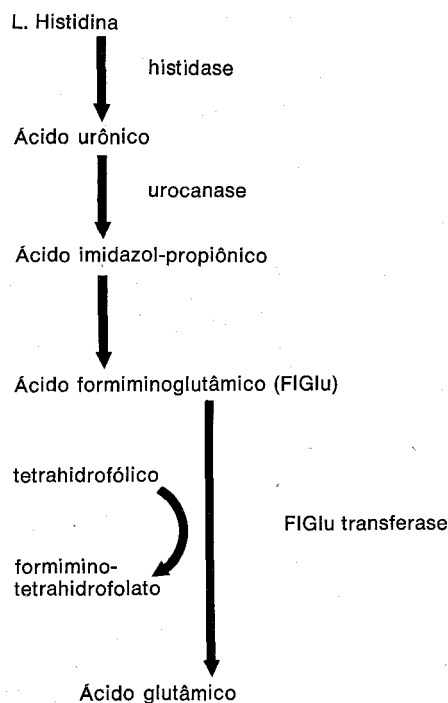 L. Histidina
histidase
Ácido urônico
urocanase
Ácido imidazol-propiônico
Ácido formiminoglutâmico (FIGlu)
tetrahidrofólico
FIGlu transferase
formimino-
tetrahidrofolato
Ácido glutâmico